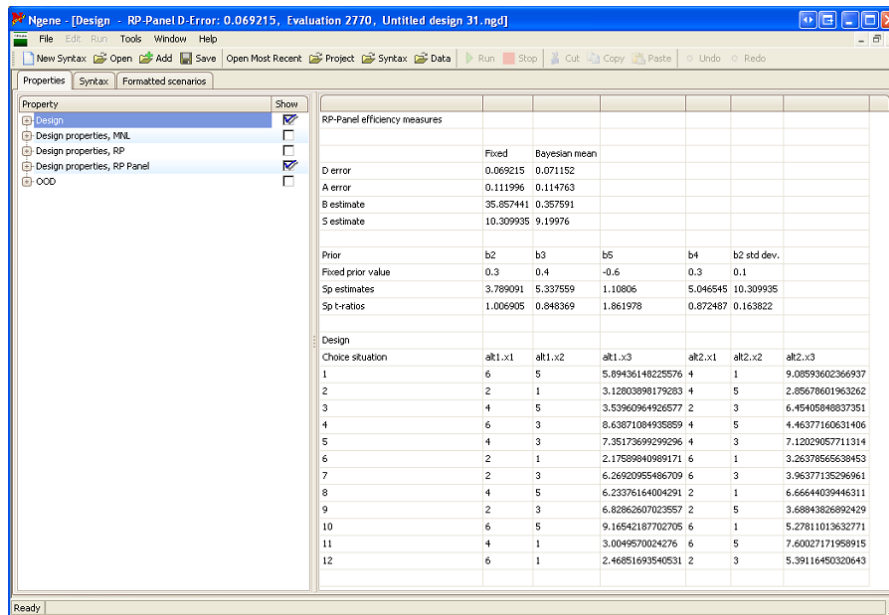 Ngene - [Design - RP-Panel D-Error: 0.069215, Evaluation 2770, Untitled design 31.ngd]
File Edit Run Tools Window Help
New Syntax Open Add Save Open Most Recent Project Syntax Data Run Stop Cut Copy Paste Undo Redo
Properties Syntax Formatted scenarios
Property Show
Design
Design properties, MNL
Design properties, RP
Design properties, RP Panel
OOD
RP-Panel efficiency measures
Fixed Bayesian mean
D error 0.069215 0.071152
A error 0.111996 0.114763
B estimate 35.857441 0.357591
S estimate 10.309935 9.19976
Prior b2 b3 b5 b4 b2 std dev.
Fixed prior value 0.3 0.4 -0.6 0.3 0.1
Sp estimates 3.789091 5.337559 1.10806 5.046545 10.309935
Sp t-ratios 1.006905 0.848369 1.861978 0.872487 0.163822
Design
Choice situation alt1.x1 alt1.x2 alt1.x3 alt2.x1 alt2.x2 alt2.x3
1 6 5 5.89436148225576 4 1 9.08593602366937
2 2 1 3.12803898179283 4 5 2.85678601963262
3 4 5 3.53960964926577 2 3 6.45405848837351
4 6 3 8.63871084935859 4 5 4.46377160631406
5 4 3 7.35173699299296 4 3 7.12029057711314
6 2 1 2.17589840989171 6 1 3.26378565638453
7 2 3 6.26920955486709 6 3 3.96377135296961
8 4 5 6.23376164004291 2 1 6.66644039446311
9 2 3 6.82862607023557 2 5 3.68843826892429
10 6 5 9.16542187702705 6 1 5.27811013632771
11 4 1 3.0049570024276 6 5 7.60027171958915
12 6 1 2.46851693540531 2 3 5.39116450320643
Ready